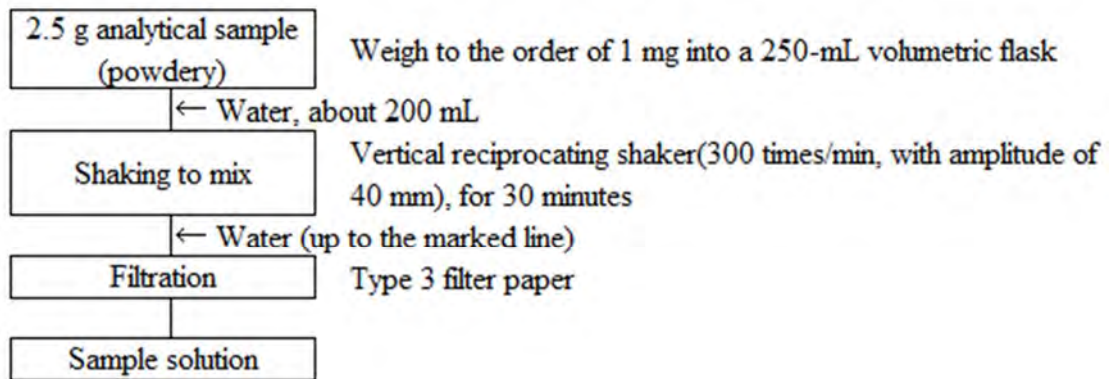 2.5 g analytical sample
(powdery)
Weigh to the order of 1 mg into a 250-mL volumetric flask
← Water, about 200 mL
Shaking to mix
Vertical reciprocating shaker(300 times/min, with amplitude of
40 mm), for 30 minutes
← Water (up to the marked line)
Filtration
Type 3 filter paper
Sample solution